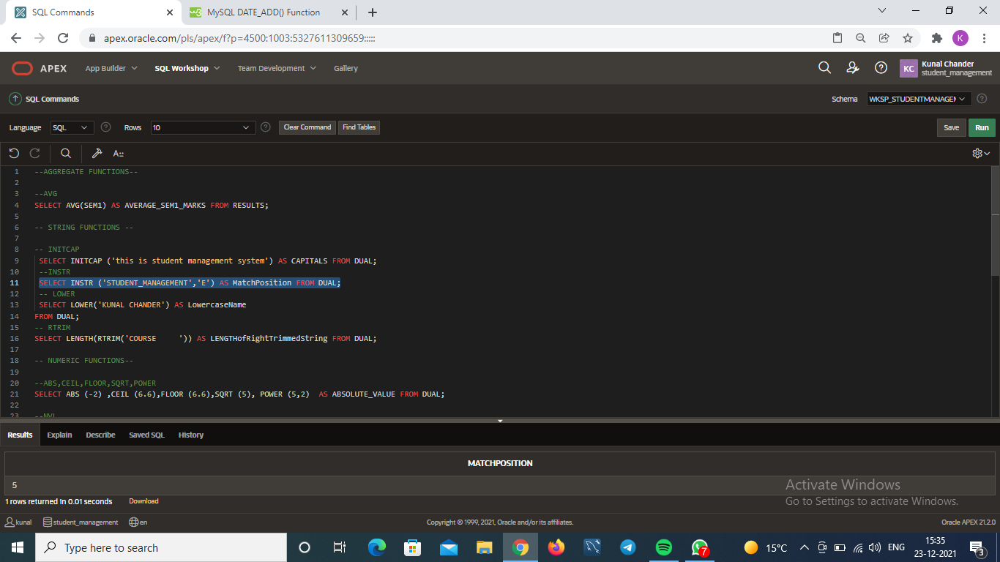 SQL Commands
MySQL DATE_ADD() Function
apex.oracle.com/pls/apex/f?p=4500:1003:5327611309659:::::
K
APEX
App Builder
SQL Workshop
Team Development
Gallery
KC
Kunal Chander
student_management
SQL Commands
Schema
WKSP_STUDENTMANAGEM
Language
SQL
Rows
10
Clear Command
Find Tables
Save
Run
1 --AGGREGATE FUNCTIONS--
2
3 --AVG
4 SELECT AVG(SEM1) AS AVERAGE_SEM1_MARKS FROM RESULTS;
5
6 -- STRING FUNCTIONS --
7
8 -- INITCAP
9 SELECT INITCAP ('this is student management system') AS CAPITALS FROM DUAL;
10 --INSTR
11 SELECT INSTR ('STUDENT_MANAGEMENT','E') AS MatchPosition FROM DUAL;
12 -- LOWER
13 SELECT LOWER('KUNAL CHANDER') AS LowercaseName
14 FROM DUAL;
15 -- RTRIM
16 SELECT LENGTH(RTRIM('COURSE     ')) AS LENGTHofRightTrimmedString FROM DUAL;
17
18 -- NUMERIC FUNCTIONS--
19
20 --ABS,CEIL,FLOOR,SQRT,POWER
21 SELECT ABS (-2) ,CEIL (6.6),FLOOR (6.6),SQRT (5), POWER (5,2)  AS ABSOLUTE_VALUE FROM DUAL;
22
23 --NVL
Results
Explain
Describe
Saved SQL
History
MATCHPOSITION
5
1 rows returned in 0.01 seconds
Download
Activate Windows
Go to Settings to activate Windows.
kunal
student_management
en
Copyright © 1999, 2021, Oracle and/or its affiliates.
Oracle APEX 21.2.0
Type here to search
7
15°C
ENG
15:35
23-12-2021
3